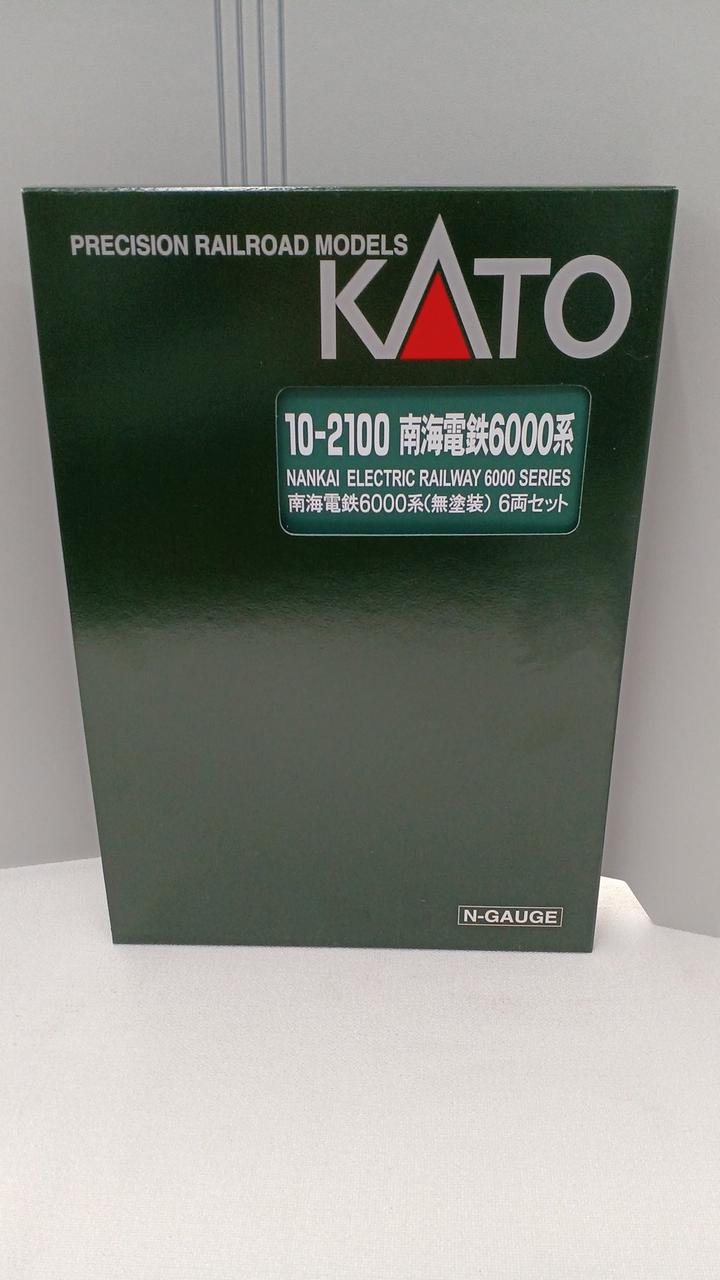 PRECISION RAILROAD MODELS
KATO
10-2100 南海電鉄6000系
NANKAI ELECTRIC RAILWAY 6000 SERIES
南海電鉄6000系(無塗装) 6両セット
N-GAUGE